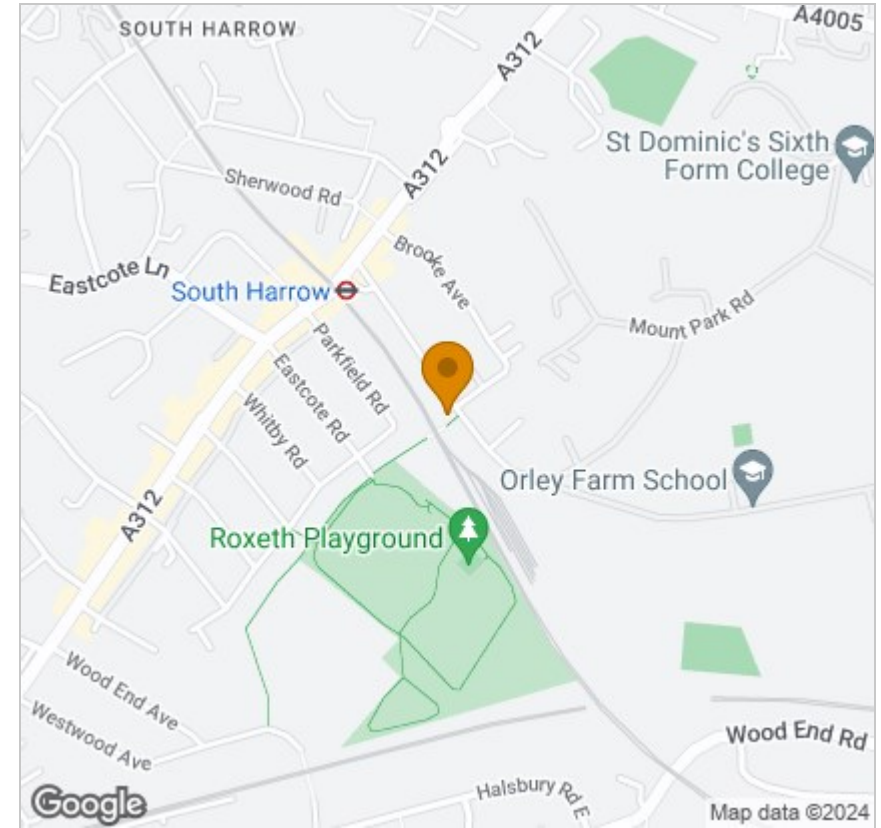 SOUTH HARROW
A4005
A312
St Dominic's Sixth
Form College
A312
Sherwood Rd
Brooke Ave
Eastcote Ln
South Harrow
Mount Park Rd
Parkfield Rd
Eastcote Rd
Whitby Rd
Orley Farm School
A312
Roxeth Playground
Wood End Ave
Westwood Ave
Wood End Rd
Halsbury Rd E
Google
Map data ©2024